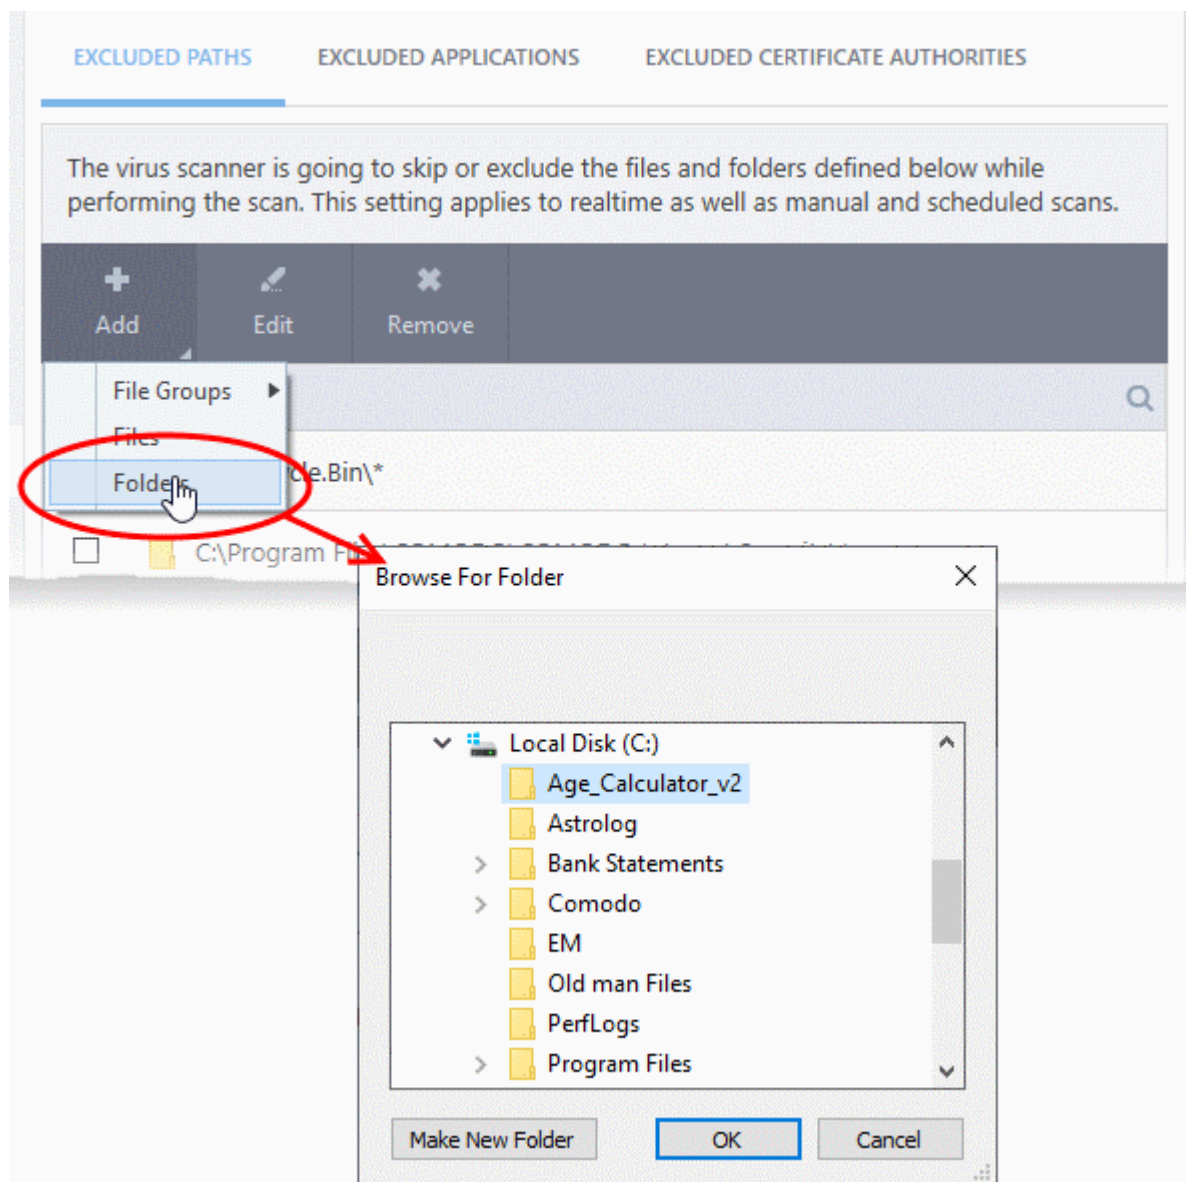 EXCLUDED PATHS EXCLUDED APPLICATIONS EXCLUDED CERTIFICATE AUTHORITIES
The virus scanner is going to skip or exclude the files and folders defined below while
performing the scan. This setting applies to realtime as well as manual and scheduled scans.
Add Edit Remove
File Groups
Files
Folders
cle.Bin\*
C:\Program
Browse For Folder
Local Disk (C:)
Age_Calculator_v2
Astrolog
Bank Statements
Comodo
EM
Old man Files
PerfLogs
Program Files
Make New Folder OK Cancel